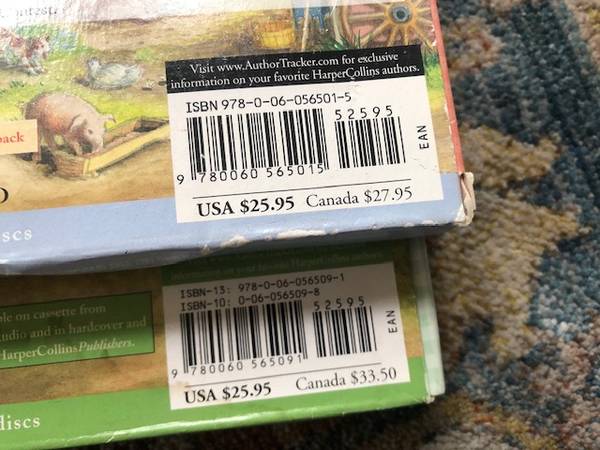 Visit www.AuthorTracker.com for exclusive
information on your favorite HarperCollins authors.
ISBN 978-0-06-056501-5
52595
EAN
9 780060 565015
USA $25.95 Canada $27.95
back
D
scs
ISBN-13: 978-0-06-056509-1
ISBN-10: 0-06-056509-8
52595
EAN
9 780060 565091
USA $25.95 Canada $33.50
le on cassette from
udio and in hardcover and
HarperCollinsPublishers.
discs